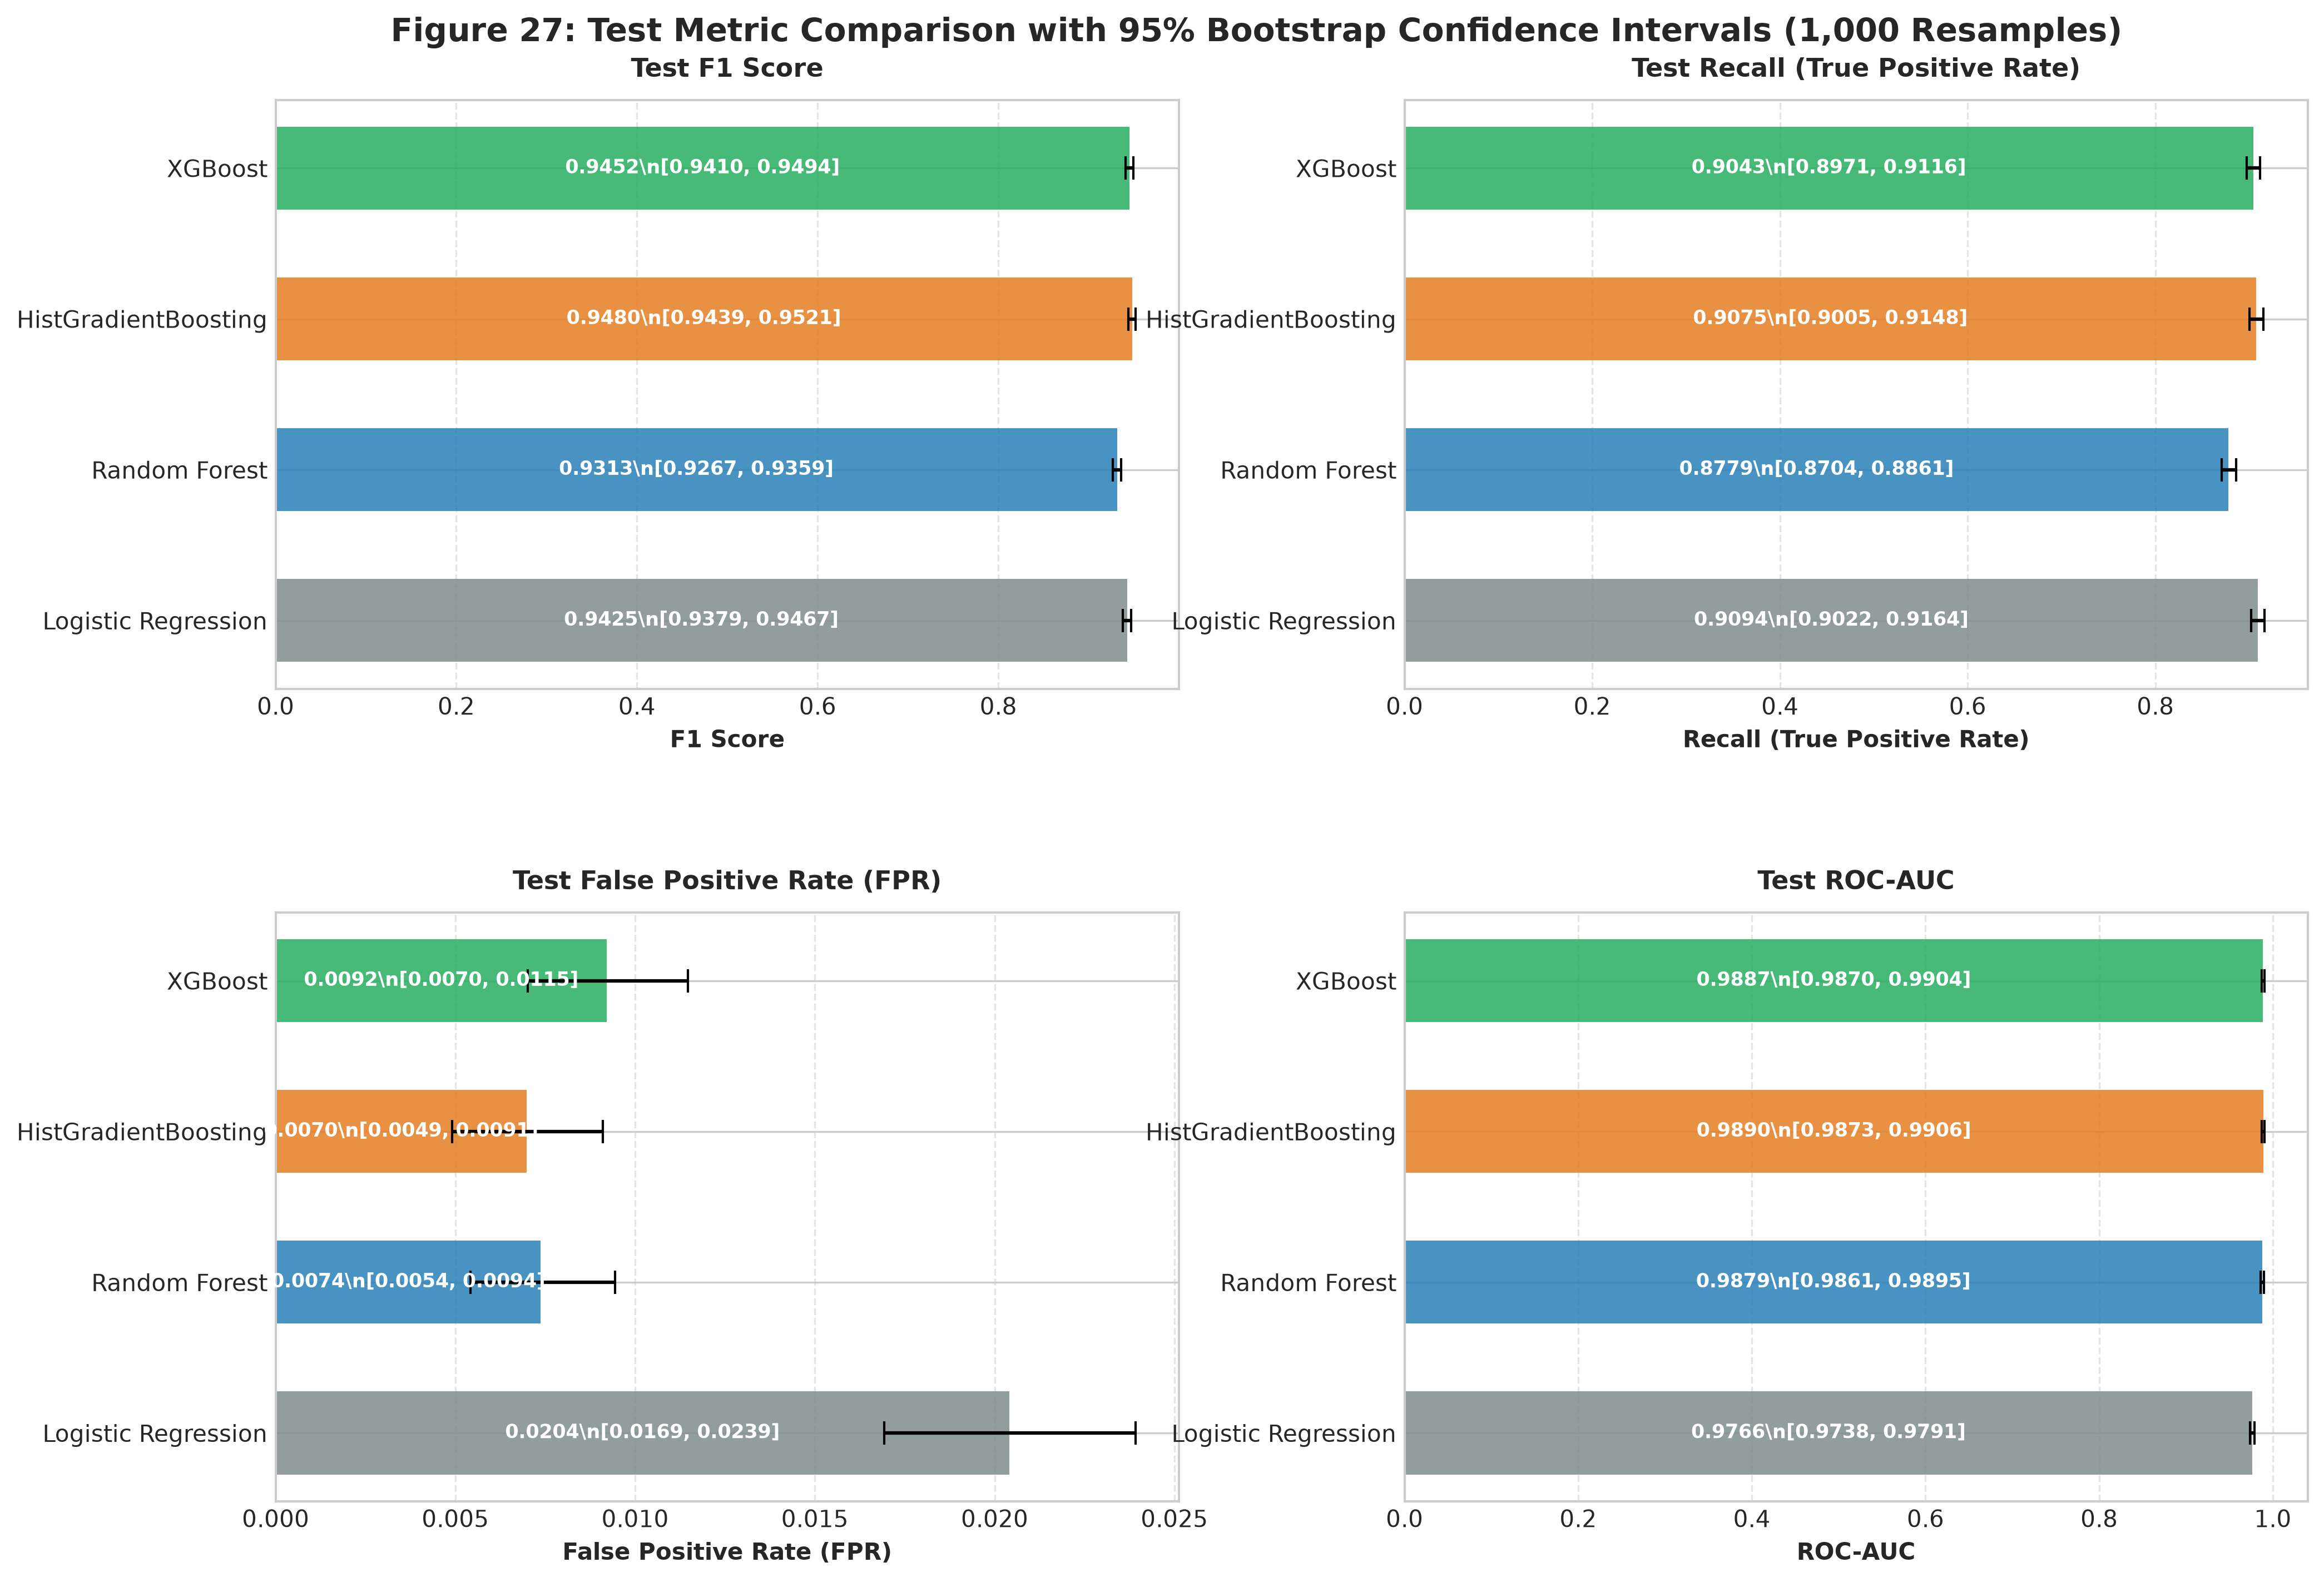 Figure 27: Test Metric Comparison with 95% Bootstrap Confidence Intervals (1,000 Resamples)
Test F1 Score
XGBoost
0.9452\n[0.9410, 0.9494]
HistGradientBoosting
0.9480\n[0.9439, 0.9521]
Random Forest
0.9313\n[0.9267, 0.9359]
Logistic Regression
0.9425\n[0.9379, 0.9467]
0.0 0.2 0.4 0.6 0.8
F1 Score
Test Recall (True Positive Rate)
XGBoost
0.9043\n[0.8971, 0.9116]
HistGradientBoosting
0.9075\n[0.9005, 0.9148]
Random Forest
0.8779\n[0.8704, 0.8861]
Logistic Regression
0.9094\n[0.9022, 0.9164]
0.0 0.2 0.4 0.6 0.8
Recall (True Positive Rate)
Test False Positive Rate (FPR)
XGBoost
0.0092\n[0.0070, 0.0115]
HistGradientBoosting
0.0070\n[0.0049, 0.0091]
Random Forest
0.0074\n[0.0054, 0.0094]
Logistic Regression
0.0204\n[0.0169, 0.0239]
0.000 0.005 0.010 0.015 0.020 0.025
False Positive Rate (FPR)
Test ROC-AUC
XGBoost
0.9887\n[0.9870, 0.9904]
HistGradientBoosting
0.9890\n[0.9873, 0.9906]
Random Forest
0.9879\n[0.9861, 0.9895]
Logistic Regression
0.9766\n[0.9738, 0.9791]
0.0 0.2 0.4 0.6 0.8 1.0
ROC-AUC